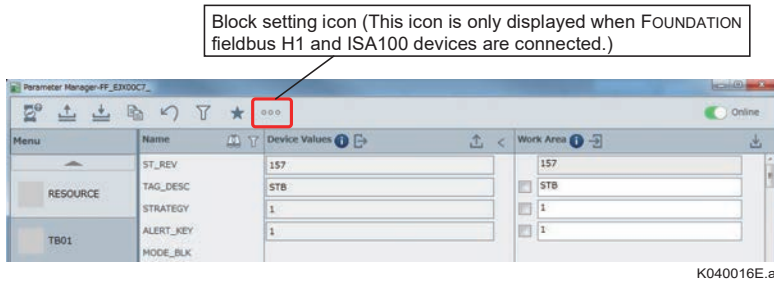 Block setting icon (This icon is only displayed when FOUNDATION
fieldbus H1 and ISA100 devices are connected.)
Parameter Manager-FF_EJX00C7_
Online
Menu Name Device Values Work Area
ST_REV 157 157
RESOURCE TAG_DESC STB STB
STRATEGY 1 1
TB01 ALERT_KEY 1 1
MODE_BLK
K040016E.a